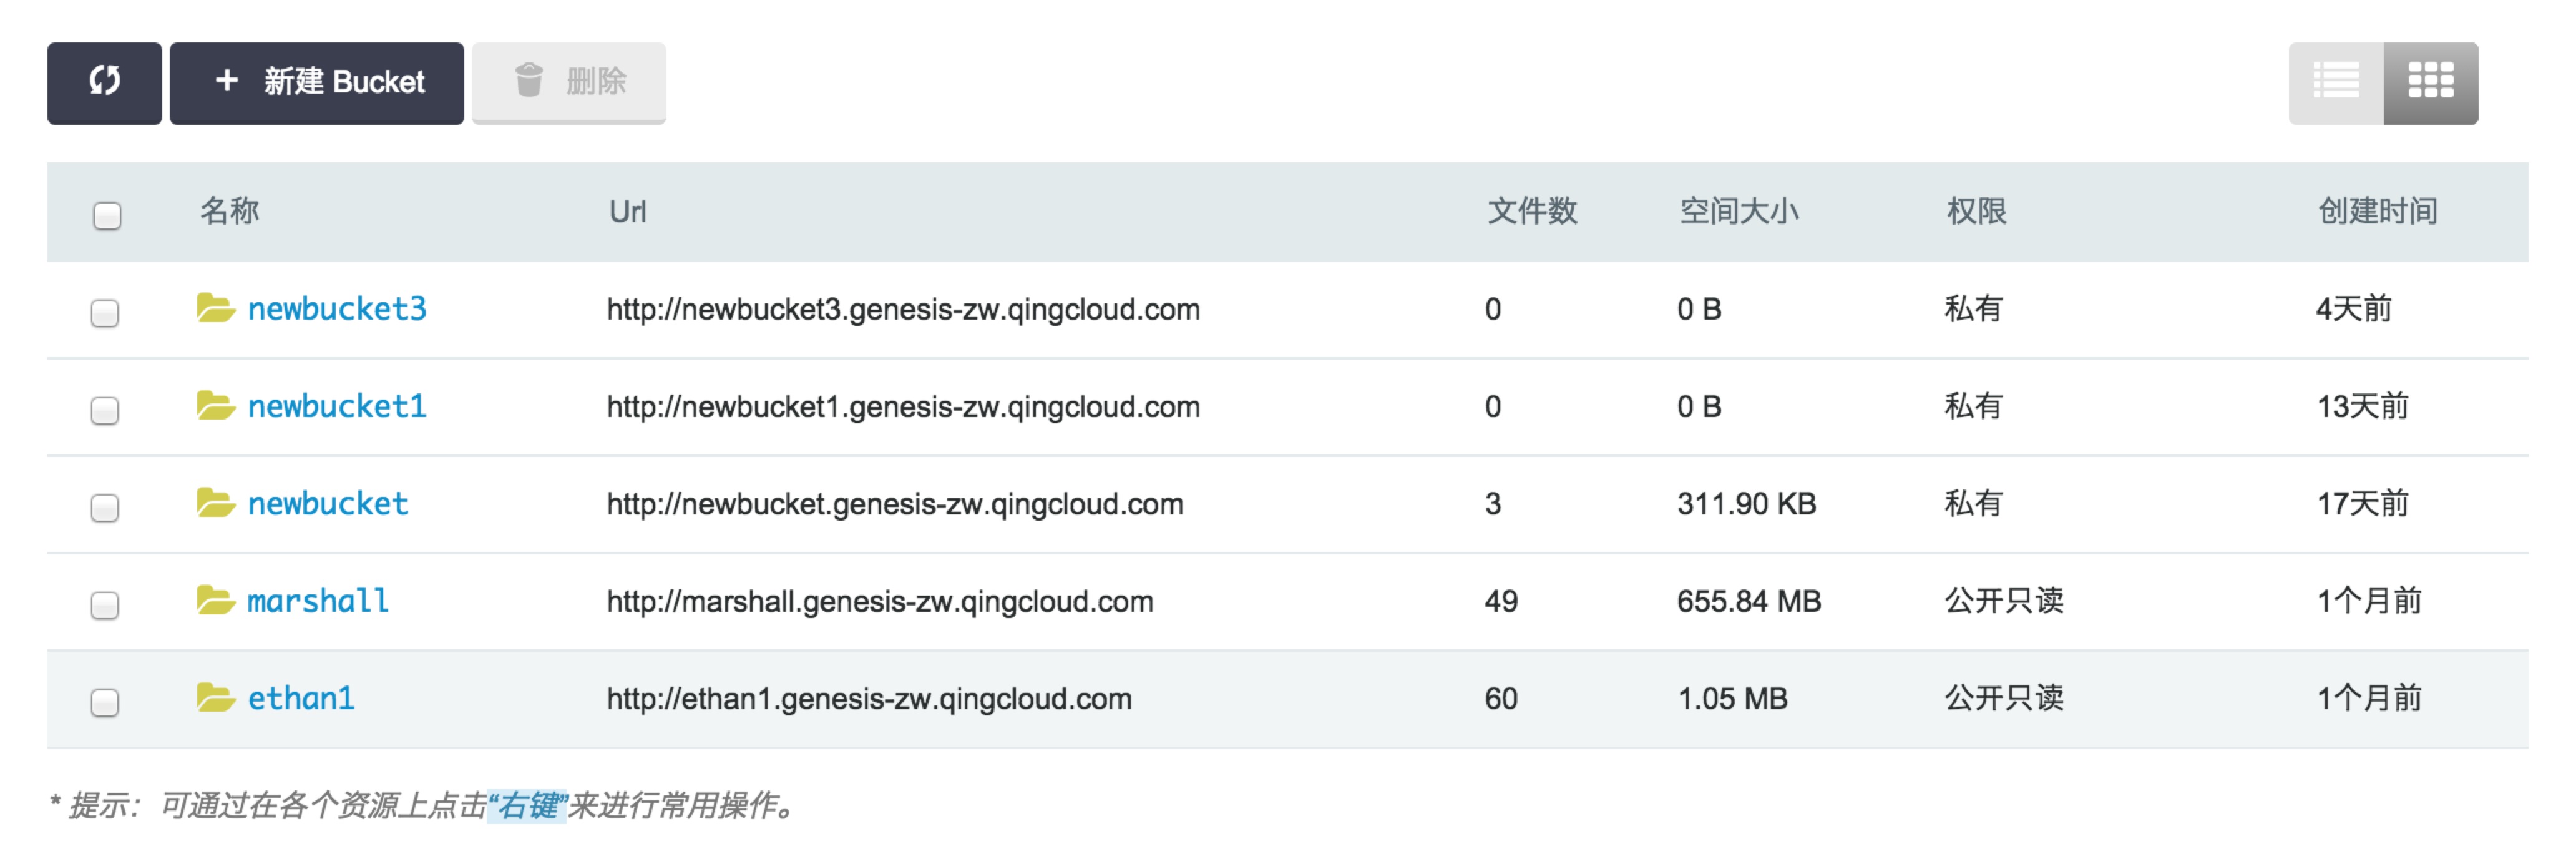 + 新建 Bucket 删除
名称 Url 文件数 空间大小 权限 创建时间
newbucket3 http://newbucket3.genesis-zw.qingcloud.com 0 0 B 私有 4天前
newbucket1 http://newbucket1.genesis-zw.qingcloud.com 0 0 B 私有 13天前
newbucket http://newbucket.genesis-zw.qingcloud.com 3 311.90 KB 私有 17天前
marshall http://marshall.genesis-zw.qingcloud.com 49 655.84 MB 公开只读 1个月前
ethan1 http://ethan1.genesis-zw.qingcloud.com 60 1.05 MB 公开只读 1个月前
* 提示：可通过在各个资源上点击“右键”来进行常用操作。